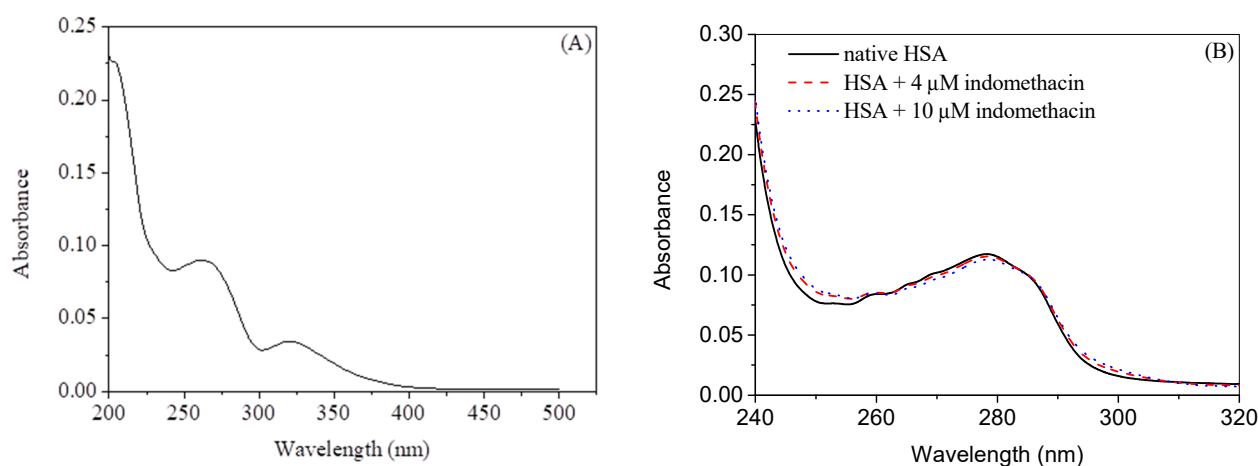 (A)
0.25
0.20
0.15
0.10
0.05
0.00
Absorbance
200 250 300 350 400 450 500
Wavelength (nm)
(B)
native HSA
HSA + 4 μM indomethacin
HSA + 10 μM indomethacin
0.30
0.25
0.20
0.15
0.10
0.05
0.00
Absorbance
240 260 280 300 320
Wavelength (nm)